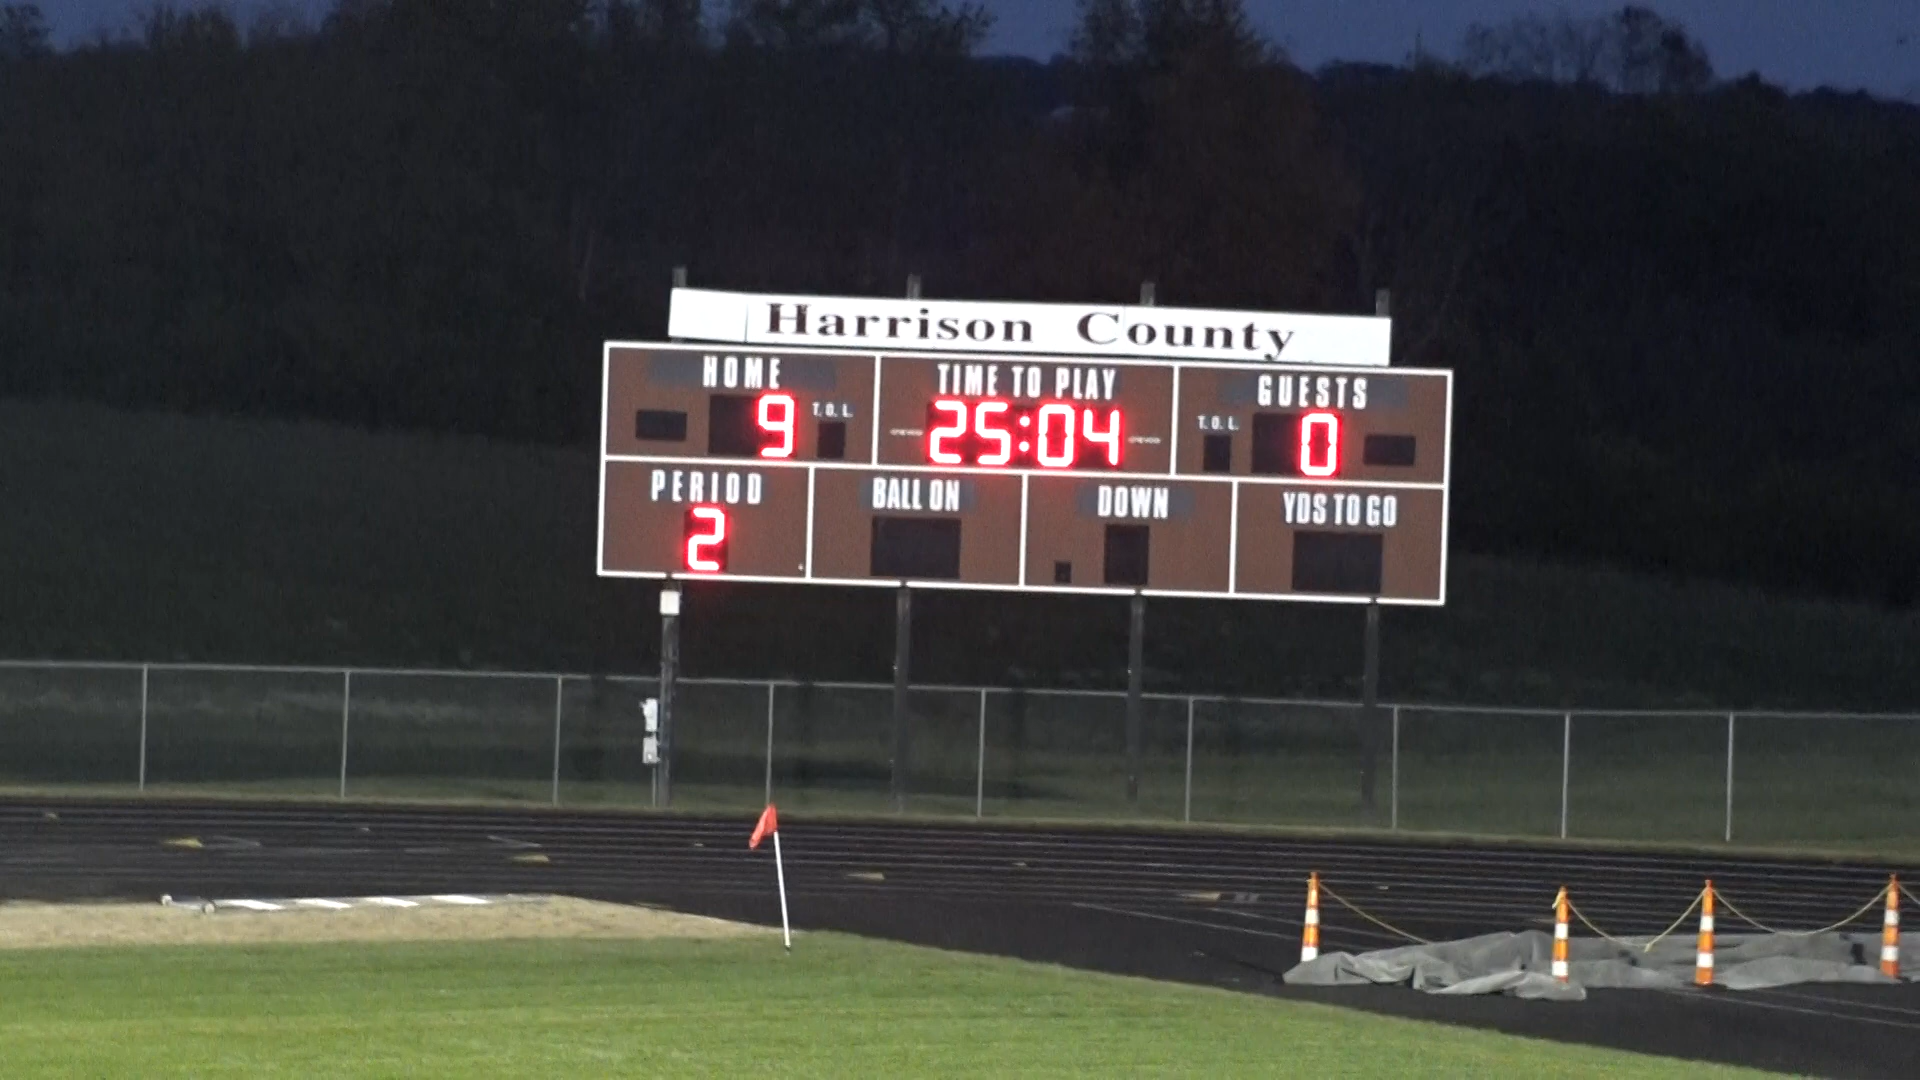 Harrison County
HOME TIME TO PLAY GUESTS
9 T. O. L. 25:04 T. O. L. 0
PERIOD BALL ON DOWN YDS TO GO
2